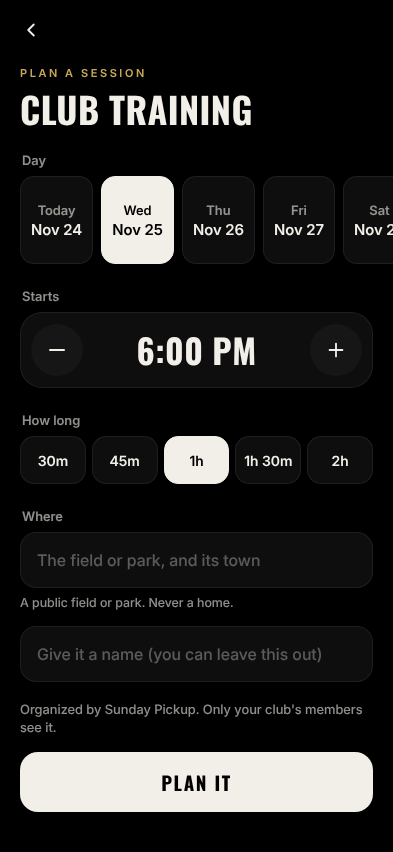 PLAN A SESSION
CLUB TRAINING
Day
Today
Nov 24
Wed
Nov 25
Thu
Nov 26
Fri
Nov 27
Sat
Nov 2
Starts
6:00 PM
How long
30m
45m
1h
1h 30m
2h
Where
The field or park, and its town
A public field or park. Never a home.
Give it a name (you can leave this out)
Organized by Sunday Pickup. Only your club's members
see it.
PLAN IT